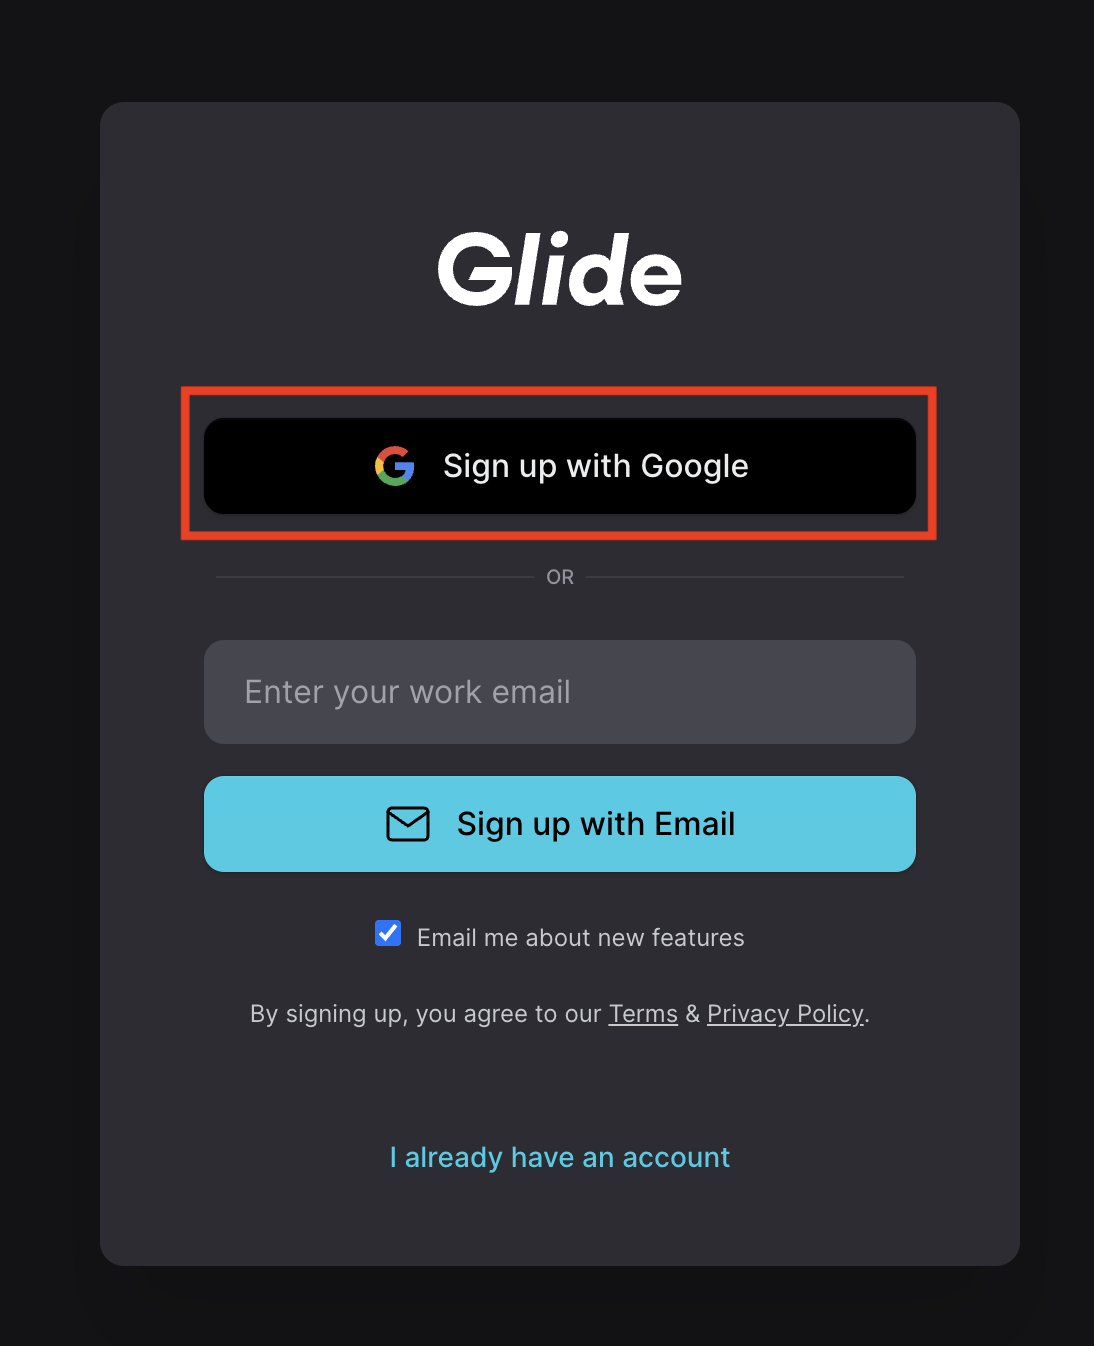 Glide
Sign up with Google
OR
Enter your work email
Sign up with Email
Email me about new features
By signing up, you agree to our Terms & Privacy Policy.
I already have an account